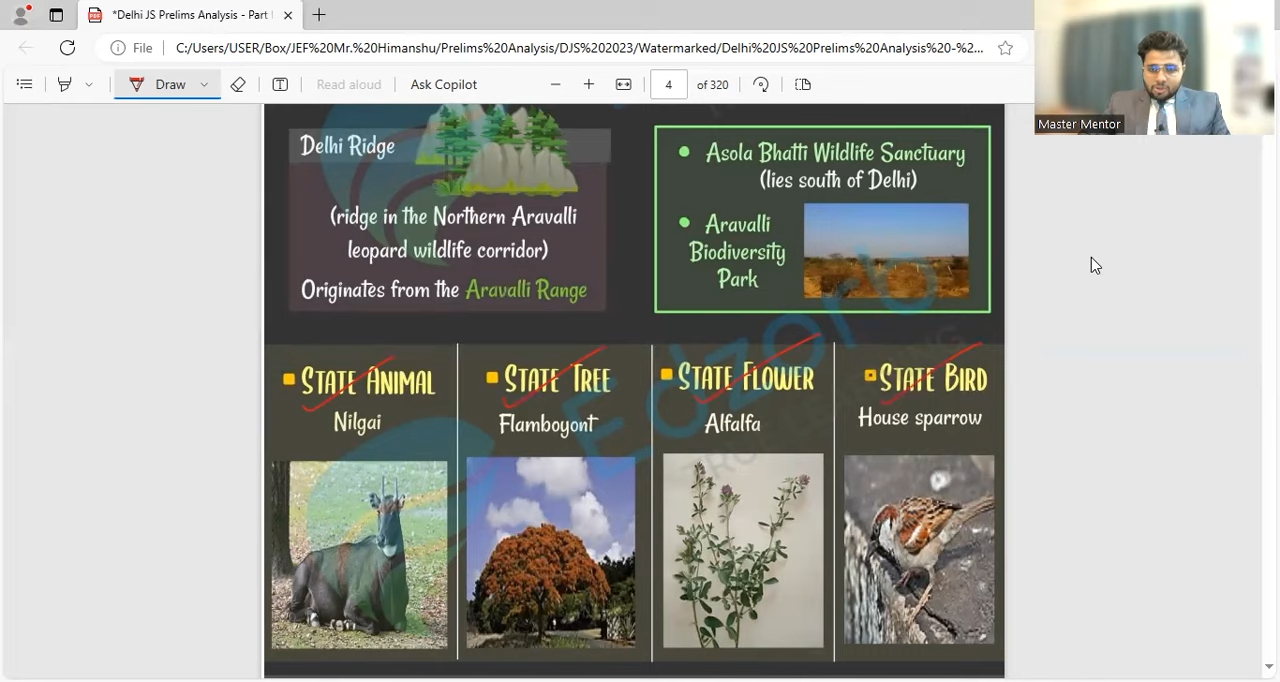 *Delhi JS Prelims Analysis - Part
File
C:/Users/USER/Box/JEF%20Mr.%20Himanshu/Prelims%20Analysis/DJS%202023/Watermarked/Delhi%20JS%20Prelims%20Analysis%20-%2...
Draw
Read aloud
Ask Copilot
4 of 320
Master Mentor
Delhi Ridge
(ridge in the Northern Aravalli
leopard wildlife corridor)
Originates from the Aravalli Range
Asola Bhatti Wildlife Sanctuary
(lies south of Delhi)
Aravalli
Biodiversity
Park
STATE ANIMAL
Nilgai
STATE TREE
Flamboyont
STATE FLOWER
Alfalfa
STATE BIRD
House sparrow
Edzorb